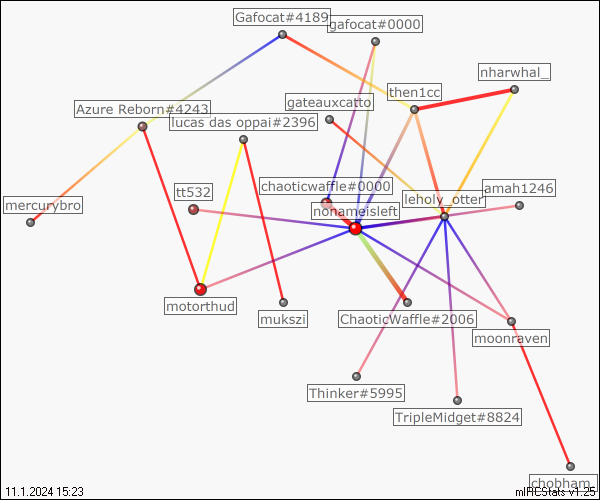 Gafocat#4189
gafocat#0000
nharwhal_
then1cc
gateauxcatto
Azure Reborn#4243
lucas das oppai#2396
tt532
chaoticwaffle#0000
amah1246
leholy_otter
mercurybro
nonameisleft
motorthud
mukszi
ChaoticWaffle#2006
moonraven
Thinker#5995
TripleMidget#8824
chobham_
11.1.2024 15:23
mIRCStats v1.25